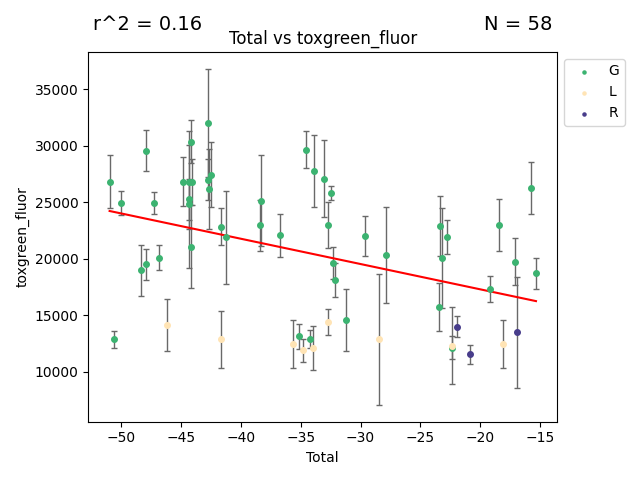 r^2 = 0.16
N = 58
Total vs toxgreen_fluor
G
L
R
35000
30000
25000
20000
15000
10000
toxgreen_fluor
−50
−45
−40
−35
−30
−25
−20
−15
Total